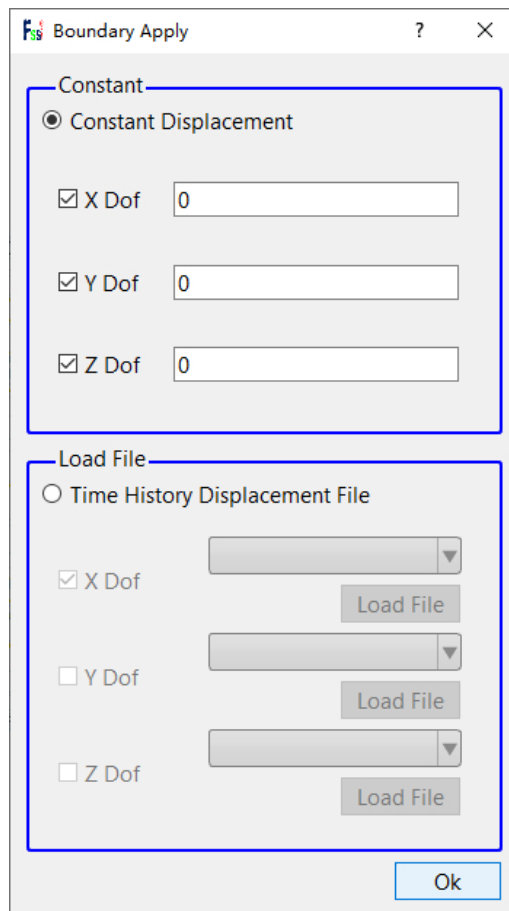 Fssi Boundary Apply ? ×
Constant
Constant Displacement
X Dof 0
Y Dof 0
Z Dof 0
Load File
Time History Displacement File
X Dof
Load File
Y Dof
Load File
Z Dof
Load File
Ok